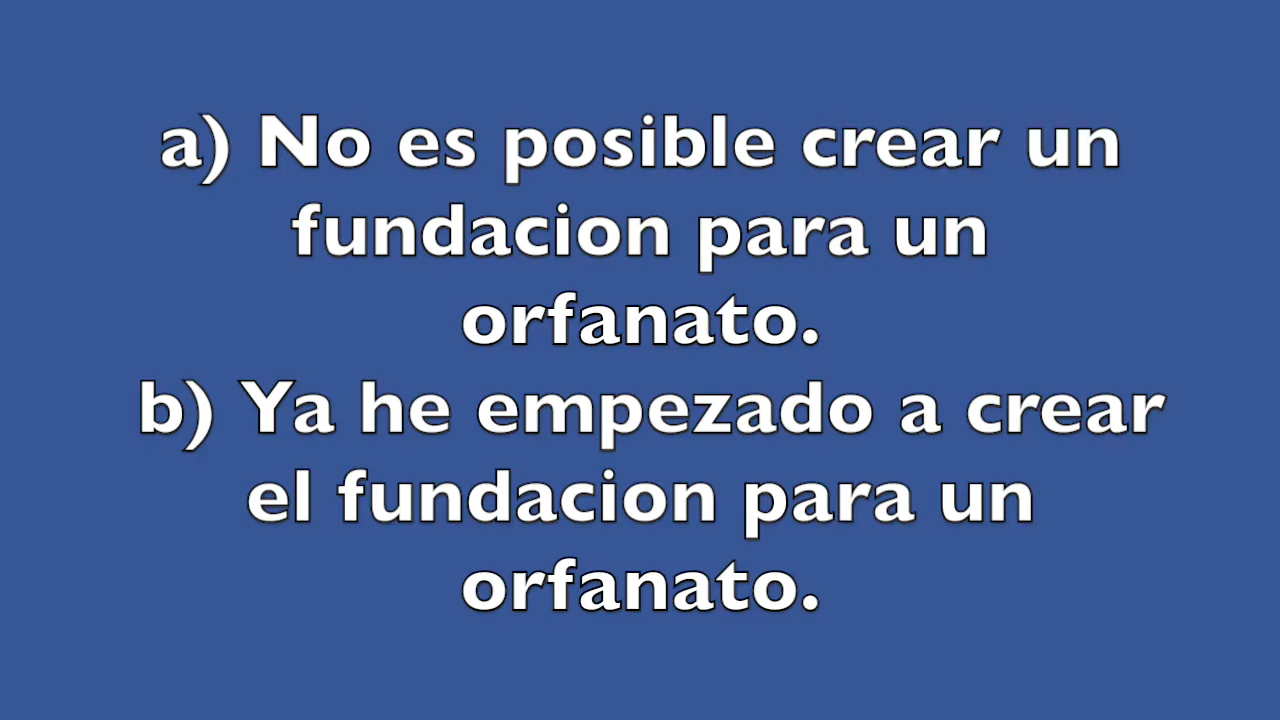 a) No es posible crear un
fundacion para un
orfanato.
b) Ya he empezado a crear
el fundacion para un
orfanato.